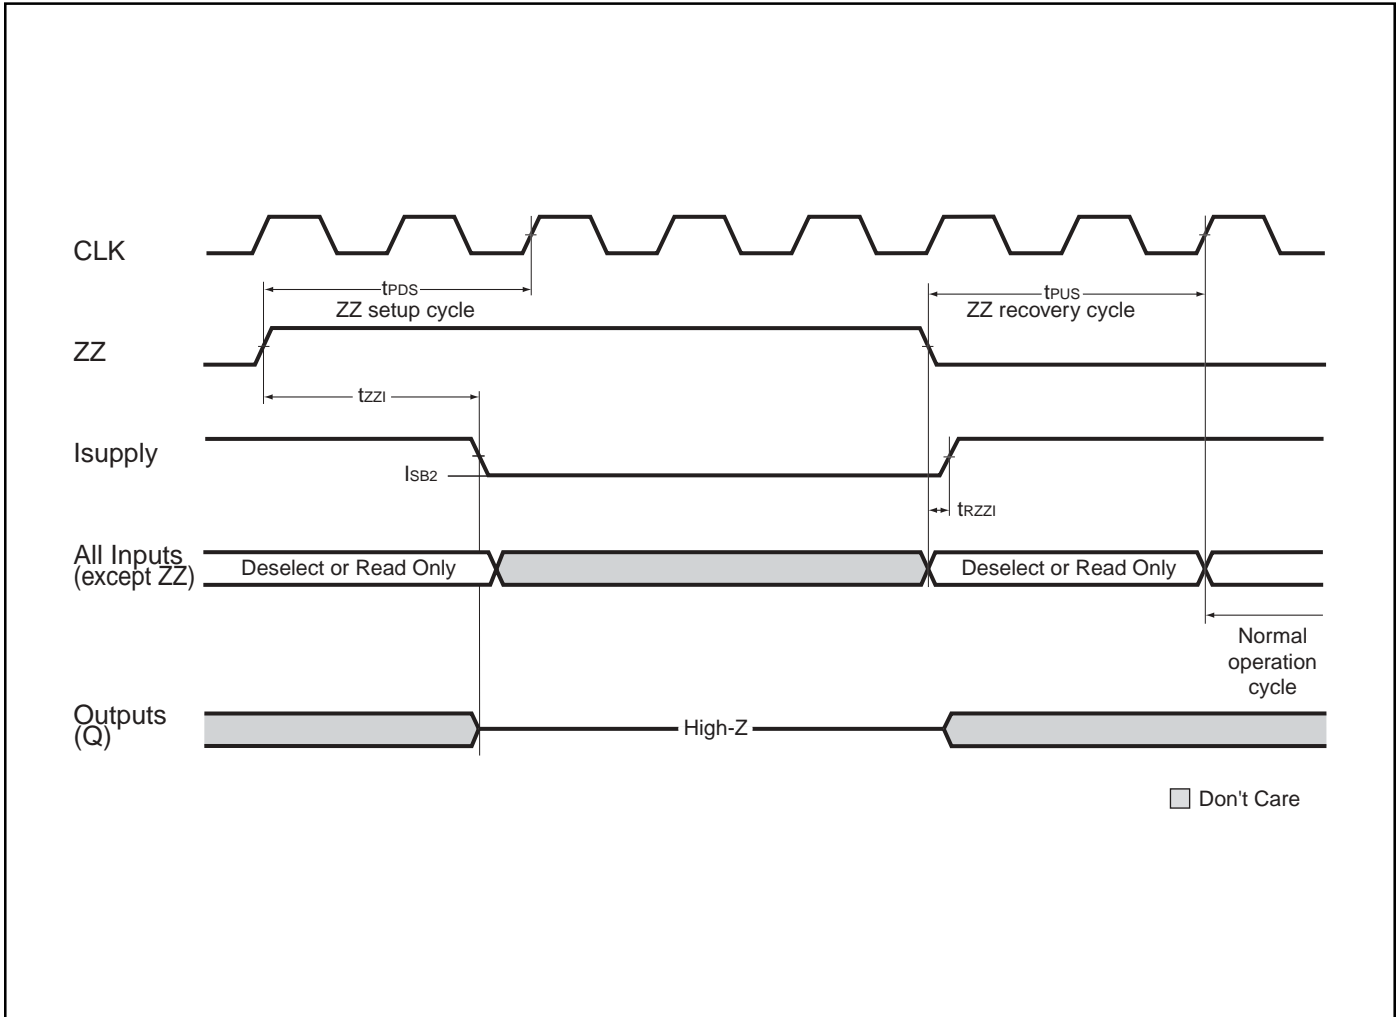 CLK
tPDS
ZZ setup cycle
tPUS
ZZ recovery cycle
ZZ
tZZI
Isupply
ISB2
tRZZI
All Inputs
(except ZZ)
Deselect or Read Only
Deselect or Read Only
Normal
operation
cycle
Outputs
(Q)
High-Z
Don't Care